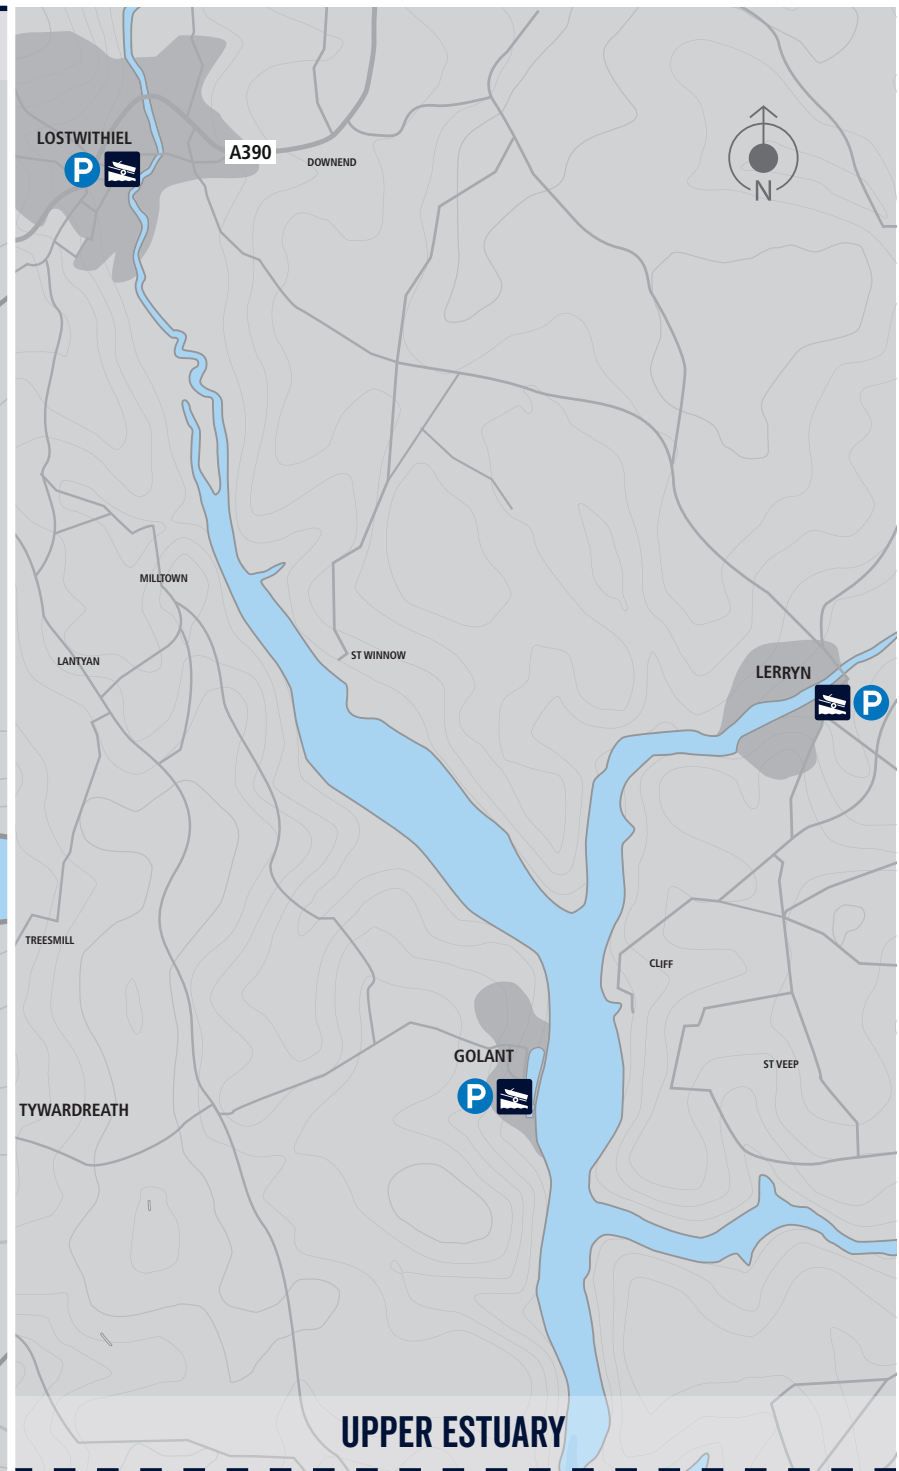 LOSTWITHIEL
P
A390
DOWNEND
N
MILLTOWN
ST WINNOW
LANTYAN
LERRYN
P
TREESMILL
CLIFF
GOLANT
ST VEEP
P
TYWARDREATH
UPPER ESTUARY